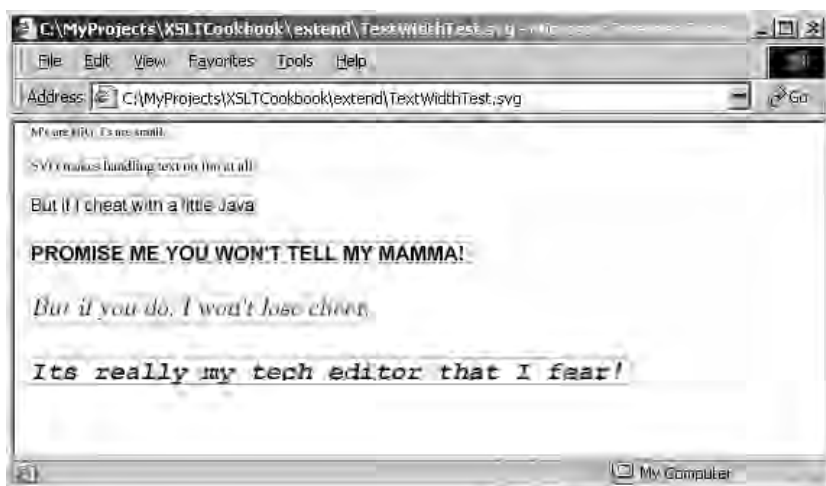 C:\MyProjects\XSLTCookbook\extend\TextWidthTest.svg
File Edit View Favorites Tools Help
Address C:\MyProjects\XSLTCookbook\extend\TextWidthTest.svg Go
M's are BIG; I's are small;
SVG makes handling text no fun at all
But if I cheat with a little Java
PROMISE ME YOU WON'T TELL MY MAMMA!
But if you do, I won't lose cheer.
Its really my tech editor that I fear!
My Computer